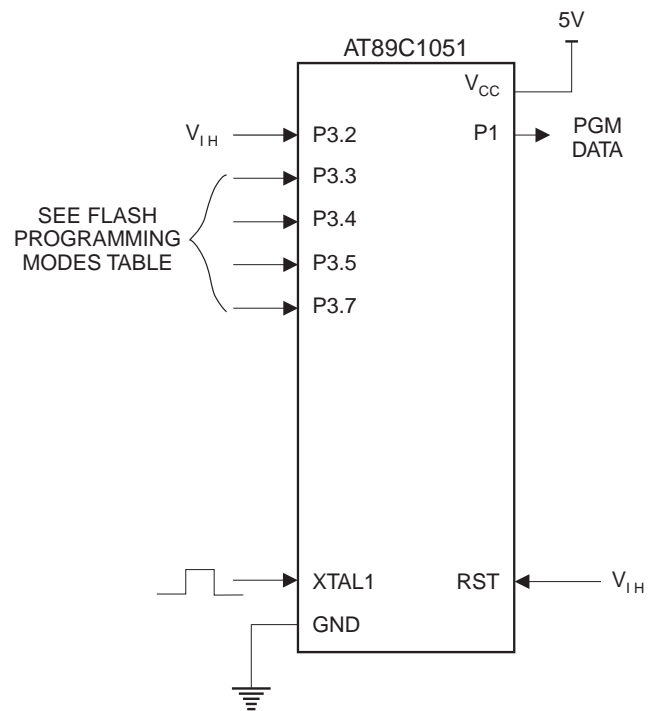 5V
AT89C1051
VCC
VIH
P3.2
P1
PGM
DATA
P3.3
SEE FLASH
PROGRAMMING
MODES TABLE
P3.4
P3.5
P3.7
XTAL1
RST
VIH
GND